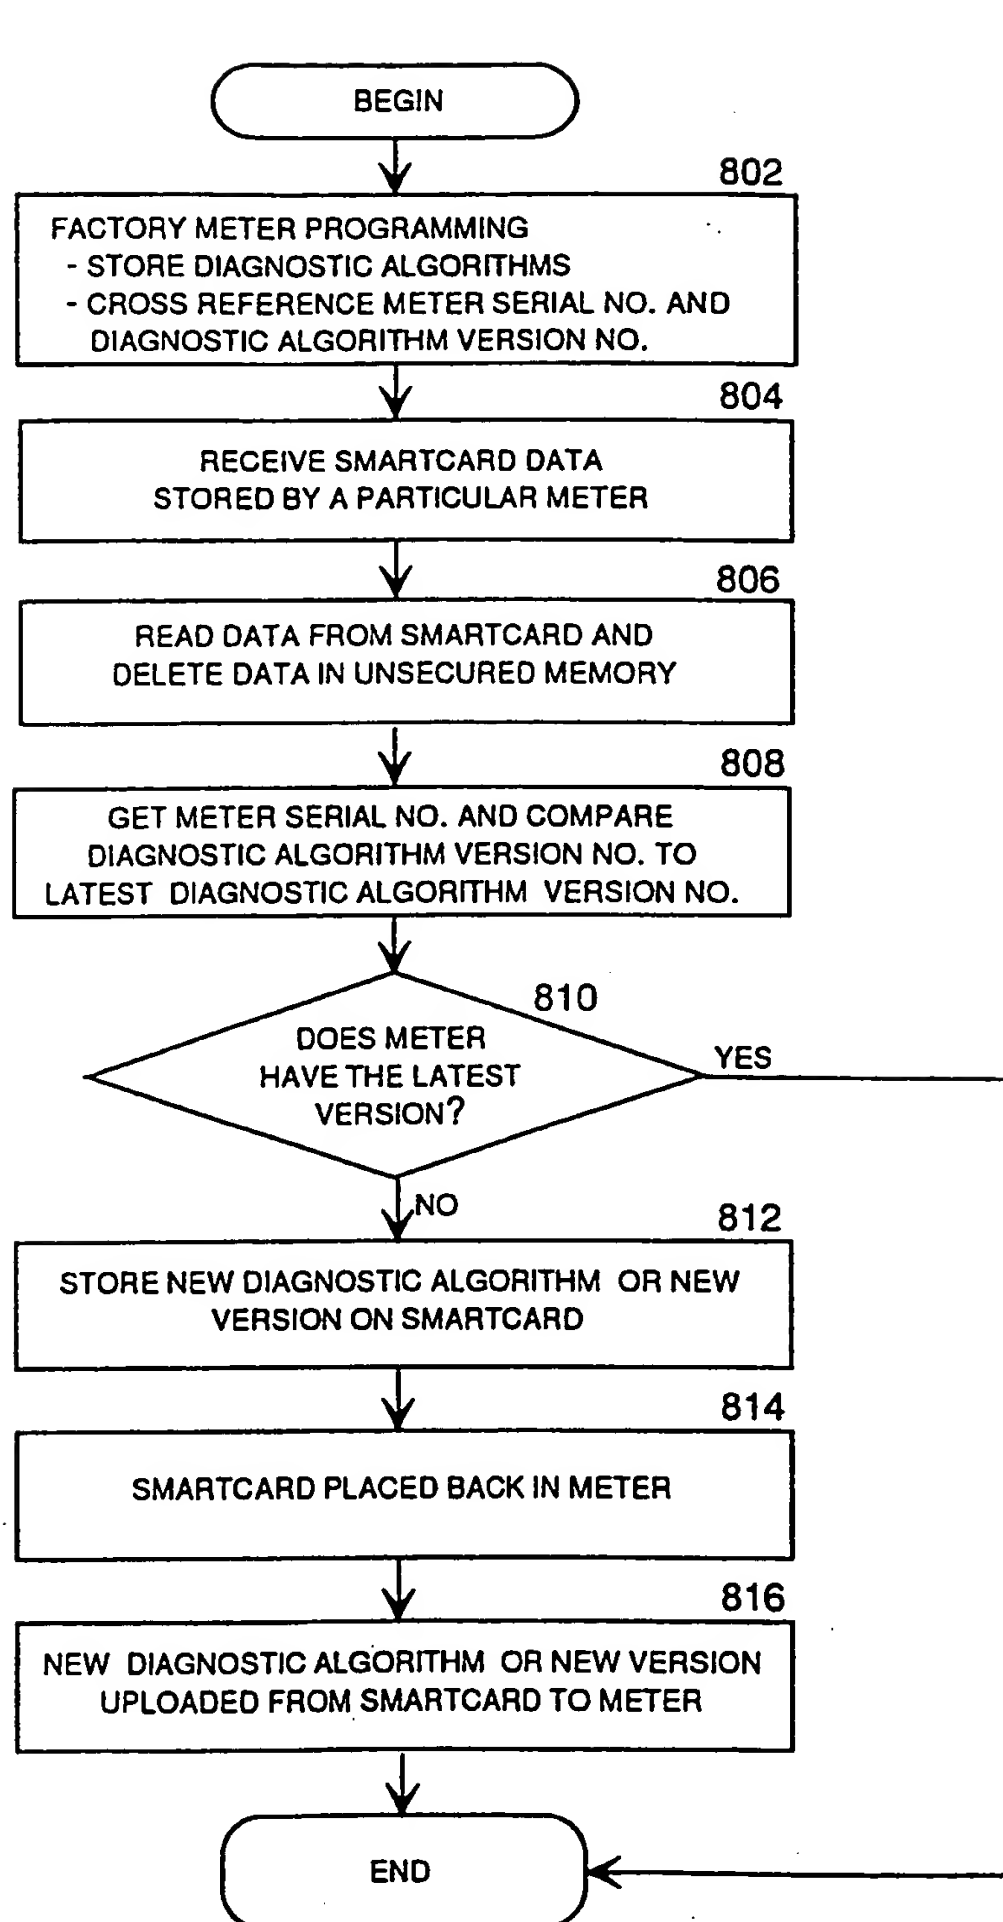 BEGIN
802
FACTORY METER PROGRAMMING
- STORE DIAGNOSTIC ALGORITHMS
- CROSS REFERENCE METER SERIAL NO. AND
DIAGNOSTIC ALGORITHM VERSION NO.
804
RECEIVE SMARTCARD DATA
STORED BY A PARTICULAR METER
806
READ DATA FROM SMARTCARD AND
DELETE DATA IN UNSECURED MEMORY
808
GET METER SERIAL NO. AND COMPARE
DIAGNOSTIC ALGORITHM VERSION NO. TO
LATEST DIAGNOSTIC ALGORITHM VERSION NO.
810
DOES METER
HAVE THE LATEST
VERSION?
YES
NO
812
STORE NEW DIAGNOSTIC ALGORITHM OR NEW
VERSION ON SMARTCARD
814
SMARTCARD PLACED BACK IN METER
816
NEW DIAGNOSTIC ALGORITHM OR NEW VERSION
UPLOADED FROM SMARTCARD TO METER
END